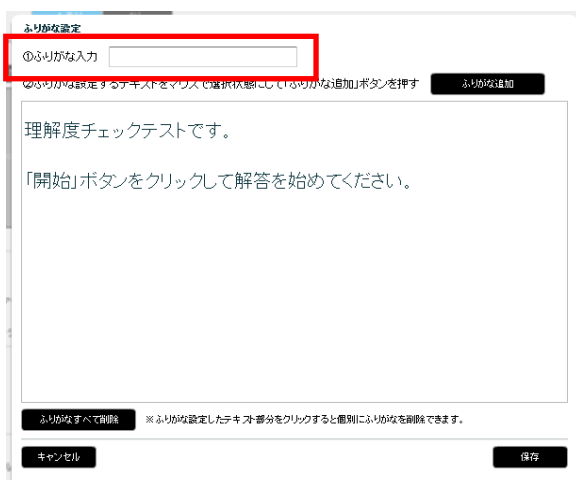 ふりがな設定
①ふりがな入力
②ふりがな設定するテキストをマウスで選択状態にして「ふりがな追加」ボタンを押す ふりがな追加
理解度チェックテストです。
「開始」ボタンをクリックして解答を始めてください。
ふりがなすべて削除 ※ふりがな設定したテキスト部分をクリックすると個別にふりがなを削除できます。
キャンセル 保存